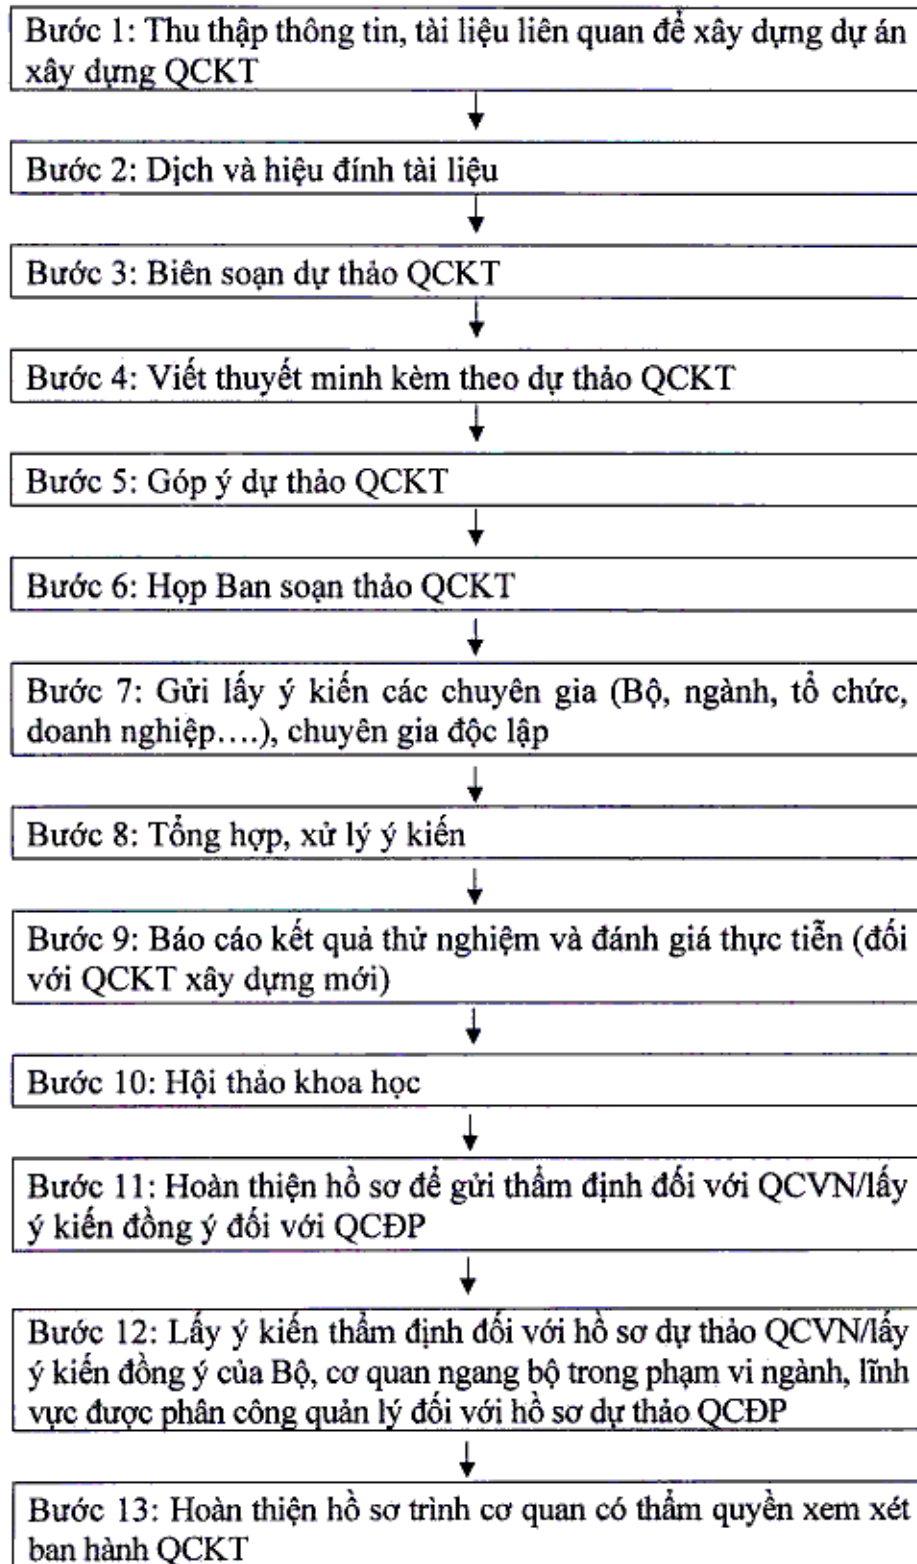 Bước 1: Thu thập thông tin, tài liệu liên quan để xây dựng dự án
xây dựng QCKT
Bước 2: Dịch và hiệu đính tài liệu
Bước 3: Biên soạn dự thảo QCKT
Bước 4: Viết thuyết minh kèm theo dự thảo QCKT
Bước 5: Góp ý dự thảo QCKT
Bước 6: Họp Ban soạn thảo QCKT
Bước 7: Gửi lấy ý kiến các chuyên gia (Bộ, ngành, tổ chức,
doanh nghiệp….), chuyên gia độc lập
Bước 8: Tổng hợp, xử lý ý kiến
Bước 9: Báo cáo kết quả thử nghiệm và đánh giá thực tiễn (đối
với QCKT xây dựng mới)
Bước 10: Hội thảo khoa học
Bước 11: Hoàn thiện hồ sơ để gửi thẩm định đối với QCVN/lấy
ý kiến đồng ý đối với QCĐP
Bước 12: Lấy ý kiến thẩm định đối với hồ sơ dự thảo QCVN/lấy
ý kiến đồng ý của Bộ, cơ quan ngang bộ trong phạm vi ngành, lĩnh
vực được phân công quản lý đối với hồ sơ dự thảo QCĐP
Bước 13: Hoàn thiện hồ sơ trình cơ quan có thẩm quyền xem xét
ban hành QCKT